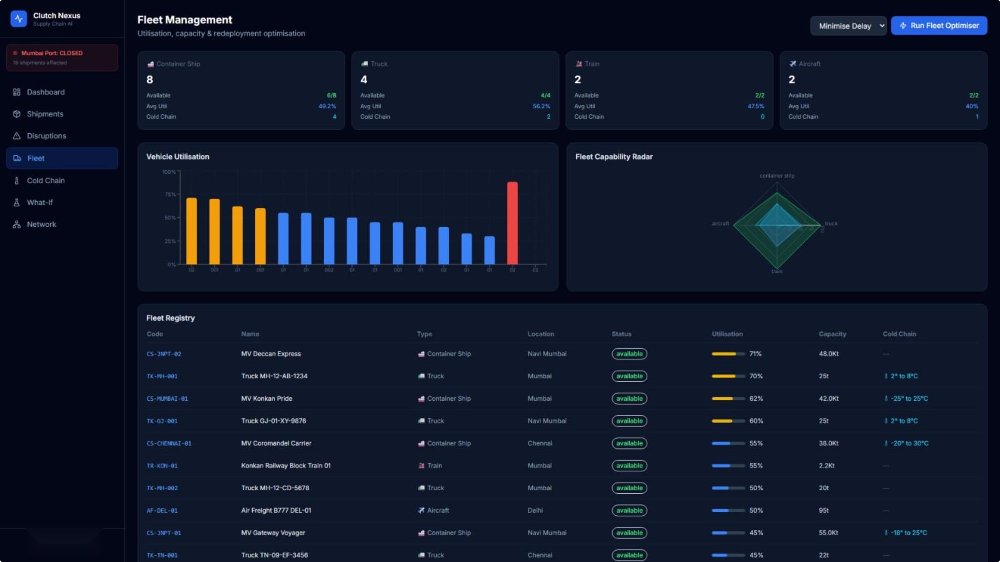 Clutch Nexus
Supply Chain AI
Mumbai Port: CLOSED
18 shipments affected
Dashboard
Shipments
Disruptions
Fleet
Cold Chain
What-If
Network
Fleet Management
Utilisation, capacity & redeployment optimisation
Minimise Delay
Run Fleet Optimiser
Container Ship
8
Available 6/8
Avg Util 49.2%
Cold Chain 4
Truck
4
Available 4/4
Avg Util 56.2%
Cold Chain 2
Train
2
Available 2/2
Avg Util 47.5%
Cold Chain 0
Aircraft
2
Available 2/2
Avg Util 40%
Cold Chain 1
Vehicle Utilisation
100%
75%
50%
25%
0%
02 001 01 001 01 01 002 01 01 001 01 02 01 01 02 02
Fleet Capability Radar
container ship
aircraft
truck
train
Fleet Registry
Code Name Type Location Status Utilisation Capacity Cold Chain
CS-JNPT-02 MV Deccan Express Container Ship Navi Mumbai available 71% 48.0Kt —
TK-MH-001 Truck MH-12-AB-1234 Truck Mumbai available 70% 25t 2° to 8°C
CS-MUMBAI-01 MV Konkan Pride Container Ship Mumbai available 62% 42.0Kt -25° to 25°C
TK-GJ-001 Truck GJ-01-XY-9876 Truck Navi Mumbai available 60% 25t 2° to 8°C
CS-CHENNAI-01 MV Coromandel Carrier Container Ship Chennai available 55% 38.0Kt -20° to 30°C
TR-KON-01 Konkan Railway Block Train 01 Train Mumbai available 55% 2.2Kt —
TK-MH-002 Truck MH-12-CD-5678 Truck Mumbai available 50% 20t —
AF-DEL-01 Air Freight B777 DEL-01 Aircraft Delhi available 50% 95t —
CS-JNPT-01 MV Gateway Voyager Container Ship Navi Mumbai available 45% 55.0Kt -18° to 25°C
TK-TN-001 Truck TN-09-EF-3456 Truck Chennai available 45% 22t —